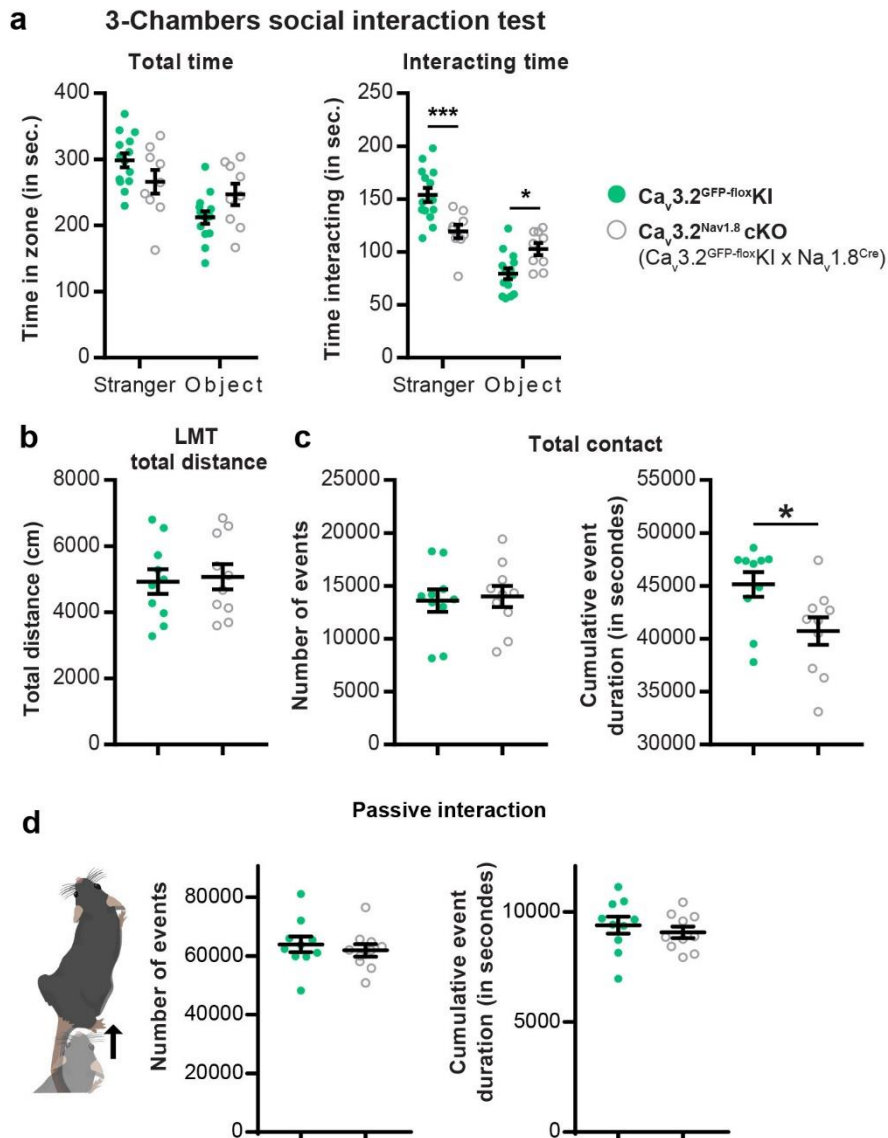 a
3-Chambers social interaction test
Total time
Time in zone (in sec.)
400
300
200
100
0
Stranger
Object
Interacting time
Time interacting (in sec.)
250
200
150
100
50
0
***
*
Stranger
Object
Cav3.2GFP-floxKI
Cav3.2Nav1.8 cKO
(Cav3.2GFP-floxKI x Nav1.8Cre)
b
LMT
total distance
Total distance (cm)
8000
6000
4000
2000
0
c
Total contact
Number of events
25000
20000
15000
10000
5000
0
Cumulative event
duration (in secondes)
55000
50000
45000
40000
35000
30000
*
d
Passive interaction
Number of events
80000
60000
40000
20000
0
Cumulative event
duration (in secondes)
10000
5000
0